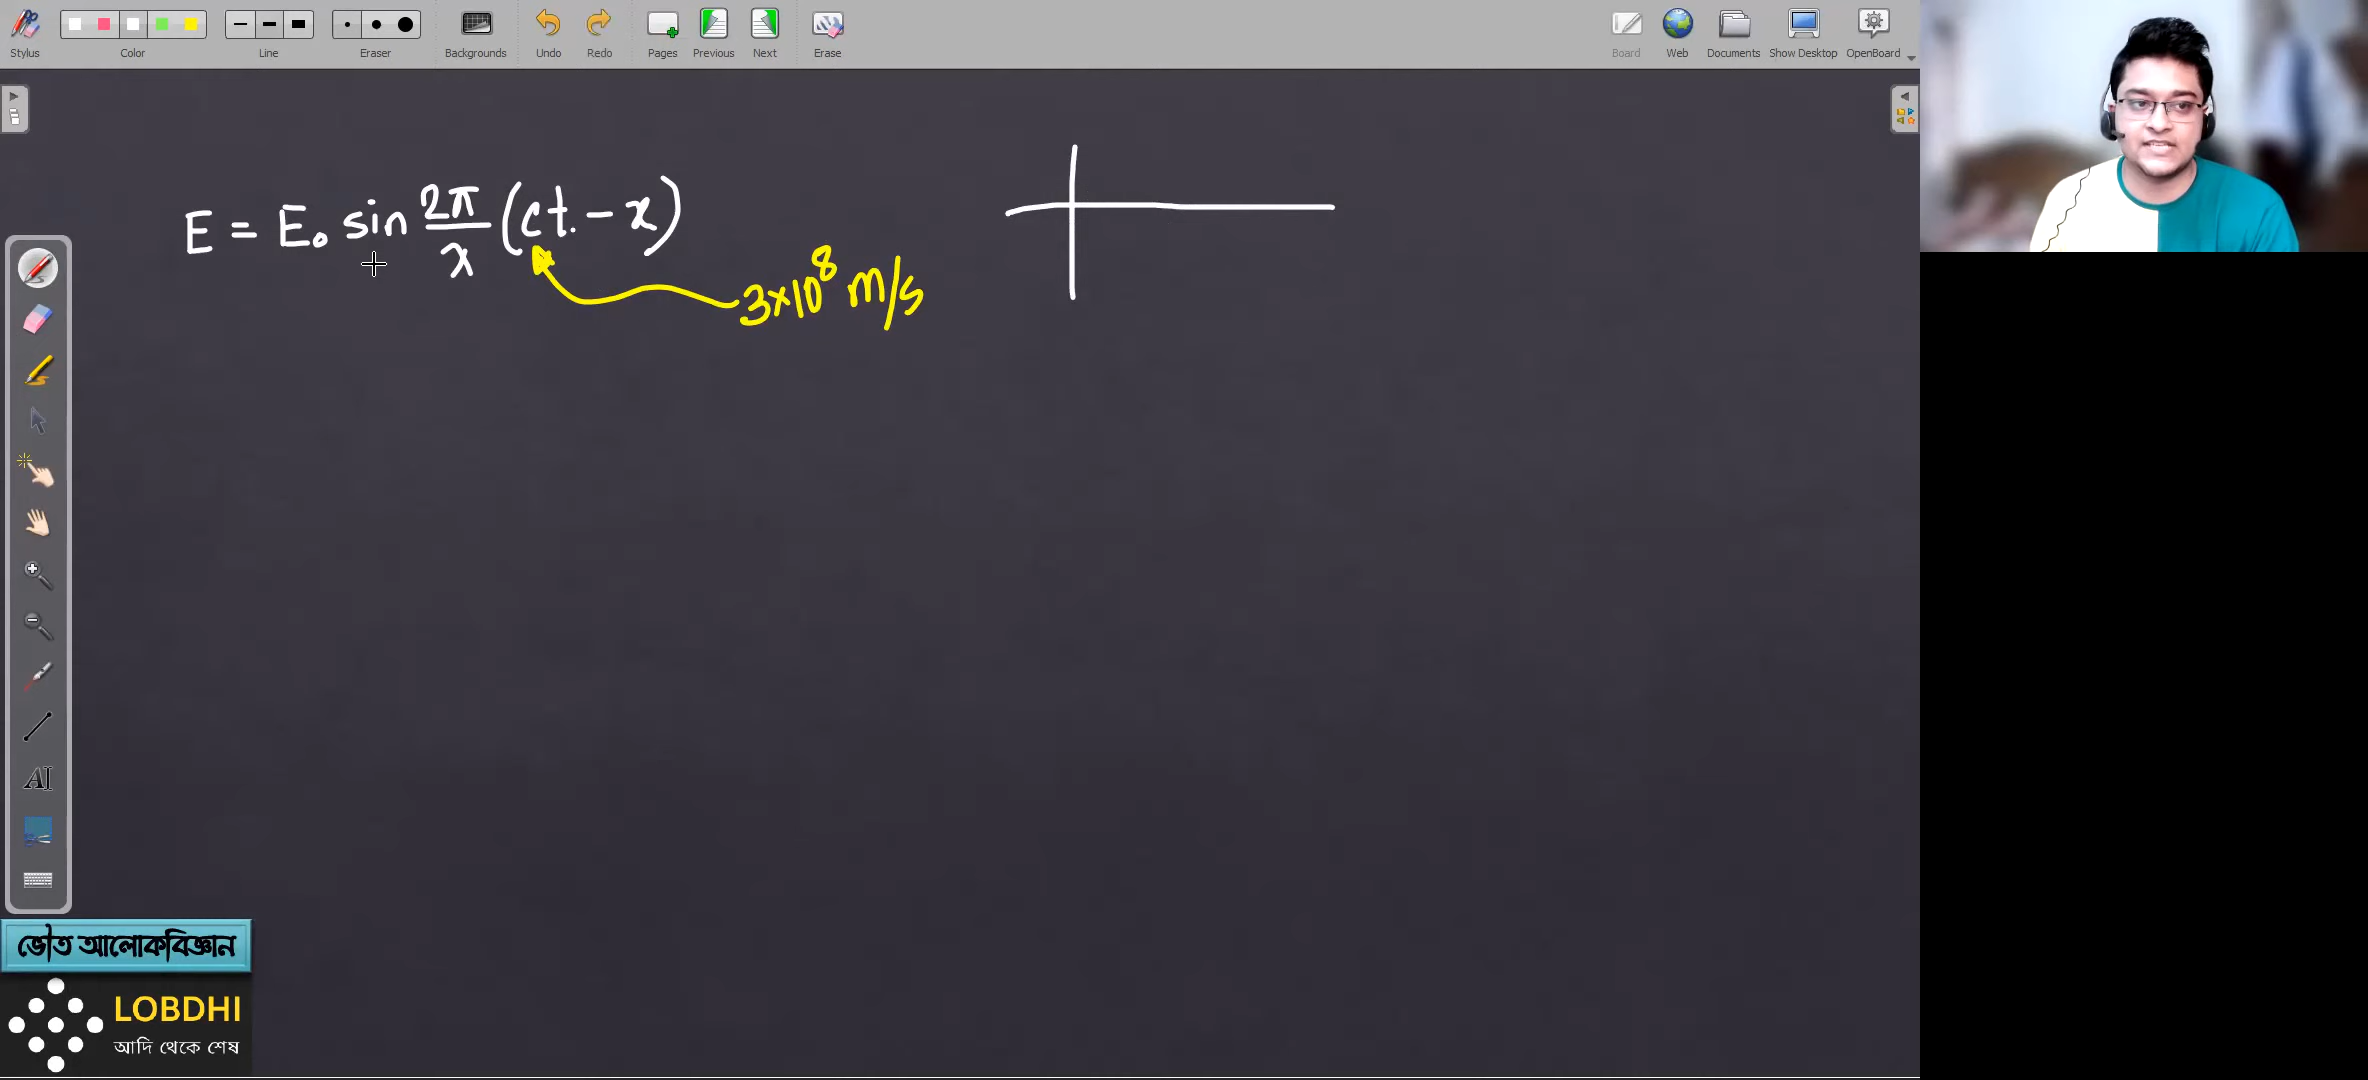 Stylus
Color
Line
Eraser
Backgrounds
Undo
Redo
Pages
Previous
Next
Erase
Board
Web
Documents
Show Desktop
OpenBoard
E = E₀ sin 2π/λ (ct. - x)
3×10⁸ m/s
AI
ভৌত আলোকবিজ্ঞান
LOBDHI
আদি থেকে শেষ